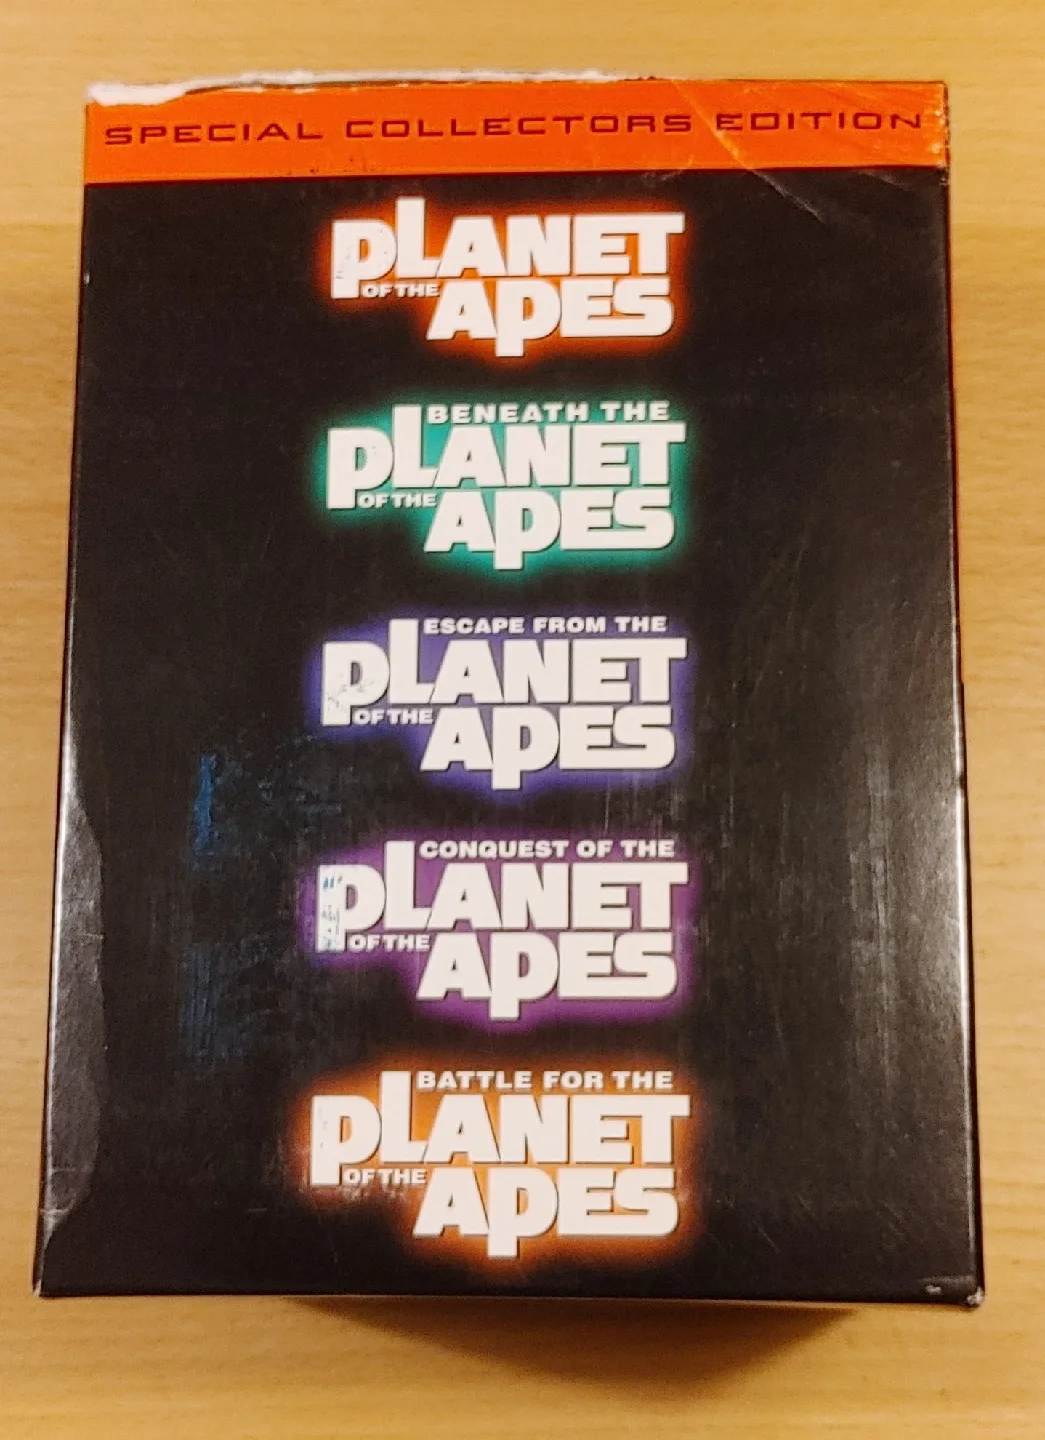 SPECIAL COLLECTORS EDITION
PLANET
OF THE
APES
BENEATH THE
PLANET
OF THE
APES
ESCAPE FROM THE
PLANET
OF THE
APES
CONQUEST OF THE
PLANET
OF THE
APES
BATTLE FOR THE
PLANET
OF THE
APES